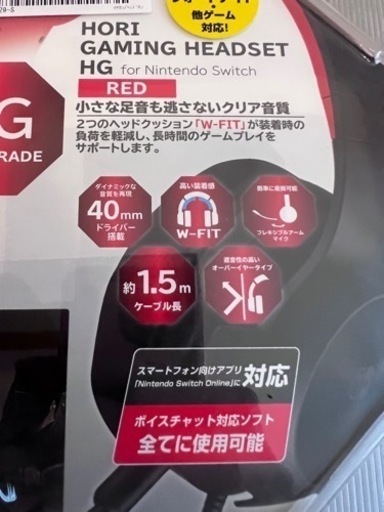 他ゲーム
対応!
HORI
GAMING HEADSET
HG for Nintendo Switch
RED
小さな足音も逃さないクリア音質
2つのヘッドクッション「W-FIT」が装着時の
負荷を軽減し、長時間のゲームプレイを
サポートします。
G
RADE
ダイナミックな
音質を再現
40mm
ドライバー
搭載
高い装着感
W-FIT
簡単に着脱可能
フレキシブルアーム
マイク
約1.5m
ケーブル長
遮音性の高い
オーバーイヤータイプ
スマートフォン向けアプリ
「Nintendo Switch Online」に
対応
ボイスチャット対応ソフト
全てに使用可能